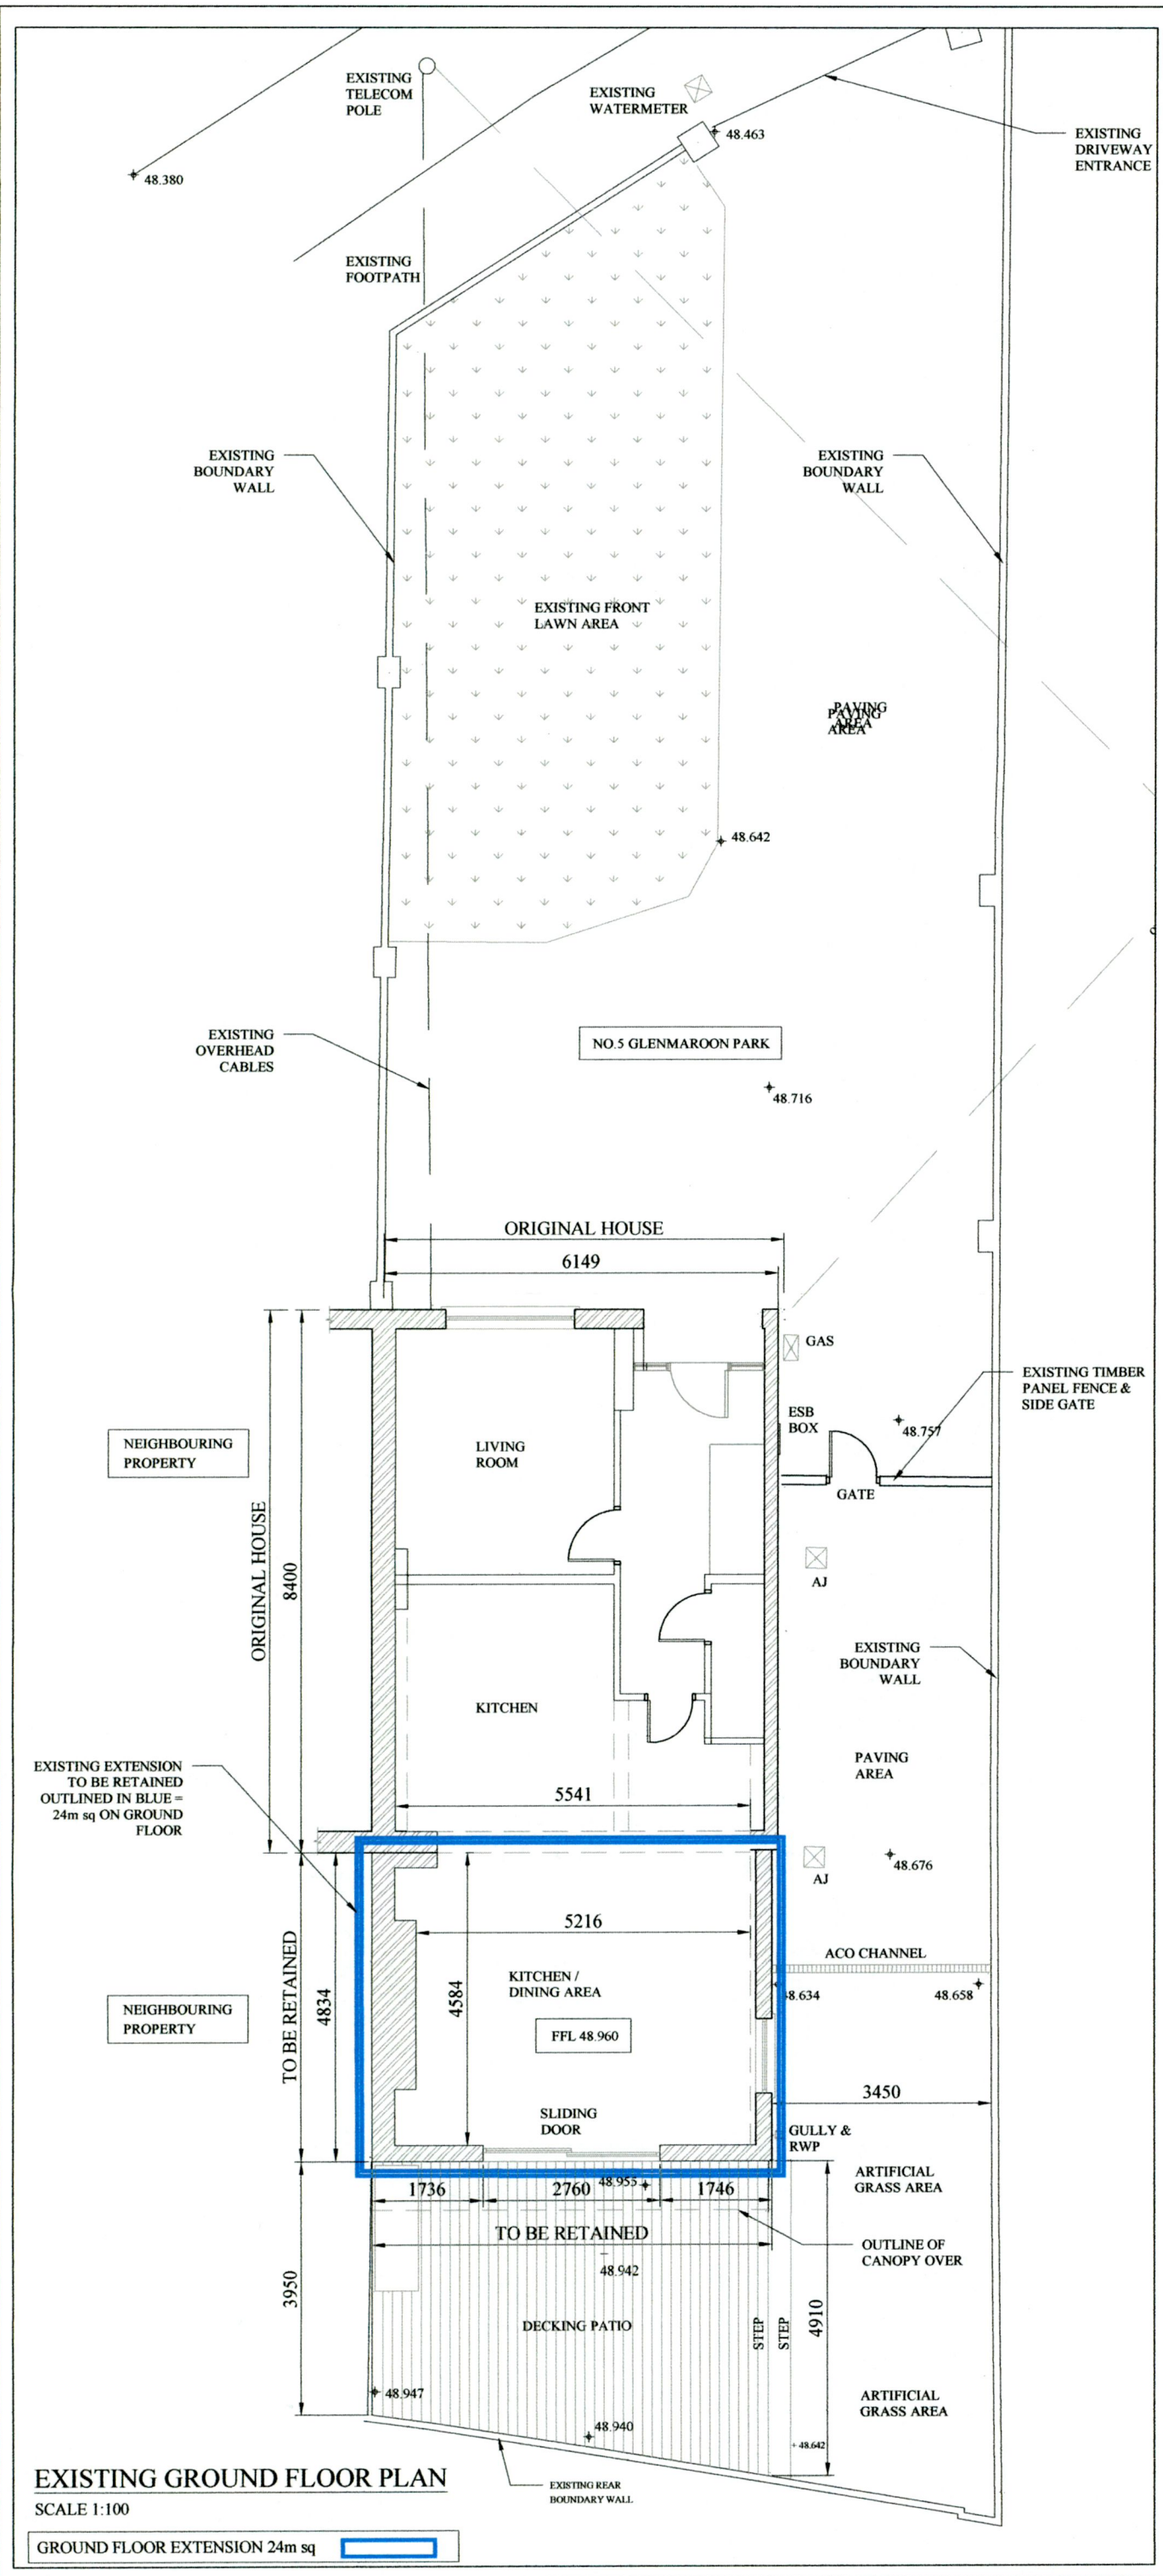 EXISTING
TELECOM
POLE
EXISTING
WATERMETER
48.463
EXISTING
DRIVEWAY
ENTRANCE
48.380
EXISTING
FOOTPATH
EXISTING
BOUNDARY
WALL
EXISTING
BOUNDARY
WALL
EXISTING FRONT
LAWN AREA
PAVING
AREA
PAVING
AREA
48.642
EXISTING
OVERHEAD
CABLES
NO.5 GLENMAROON PARK
48.716
ORIGINAL HOUSE
6149
GAS
EXISTING TIMBER
PANEL FENCE &
SIDE GATE
ESB
BOX
48.757
NEIGHBOURING
PROPERTY
LIVING
ROOM
GATE
ORIGINAL HOUSE
8400
AJ
EXISTING
BOUNDARY
WALL
KITCHEN
PAVING
AREA
EXISTING EXTENSION
TO BE RETAINED
OUTLINED IN BLUE =
24m sq ON GROUND
FLOOR
5541
48.676
AJ
5216
ACO CHANNEL
TO BE RETAINED
4834
4584
KITCHEN /
DINING AREA
48.634
48.658
NEIGHBOURING
PROPERTY
FFL 48.960
3450
SLIDING
DOOR
GULLY &
RWP
48.955
ARTIFICIAL
GRASS AREA
1736
2760
1746
TO BE RETAINED
OUTLINE OF
CANOPY OVER
48.942
3950
DECKING PATIO
STEP
STEP
4910
48.947
ARTIFICIAL
GRASS AREA
48.940
48.642
EXISTING GROUND FLOOR PLAN
EXISTING REAR
BOUNDARY WALL
SCALE 1:100
GROUND FLOOR EXTENSION 24m sq